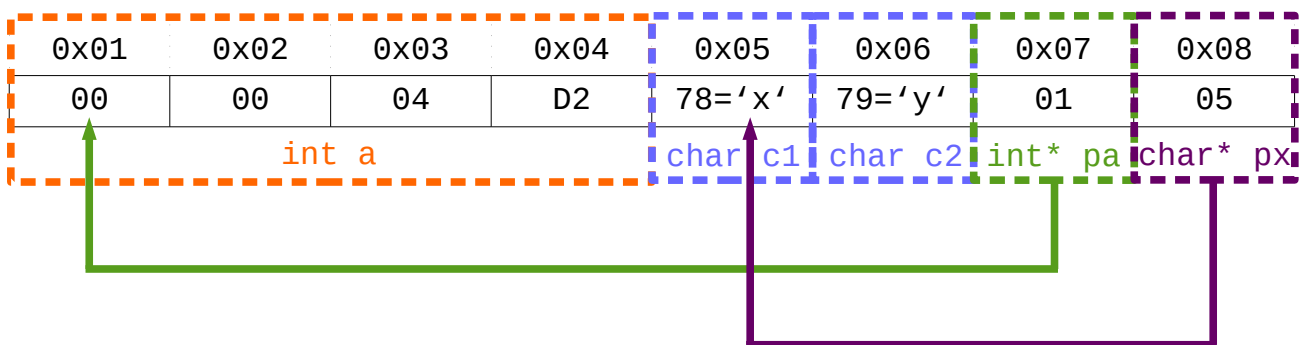 0x01 0x02 0x03 0x04 0x05 0x06 0x07 0x08
00 00 04 D2 78=‘x‘ 79=‘y‘ 01 05
int a char c1 char c2 int* pa char* px